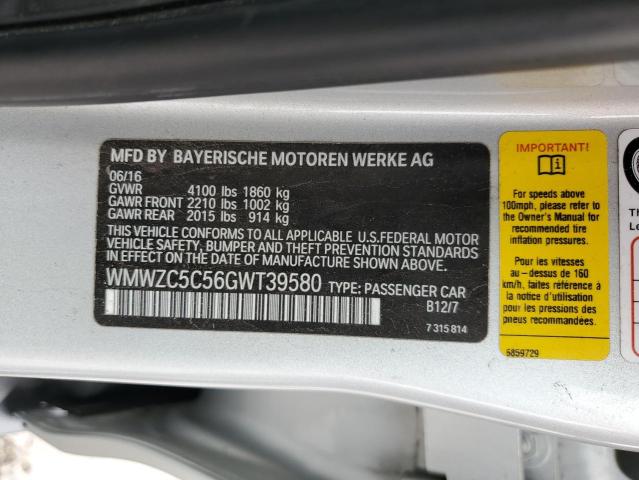 MFD BY BAYERISCHE MOTOREN WERKE AG
06/16
GVWR 4100 lbs 1860 kg
GAWR FRONT 2210 lbs 1002 kg
GAWR REAR 2015 lbs 914 kg
THIS VEHICLE CONFORMS TO ALL APPLICABLE U.S.FEDERAL MOTOR
VEHICLE SAFETY, BUMPER AND THEFT PREVENTION STANDARDS
IN EFFECT ON THE DATE OF MANUFACTURE SHOWN ABOVE.
WMWZC5C56GWT39580 TYPE: PASSENGER CAR
B12/7
7 315 814
IMPORTANT!
For speeds above
100mph, please refer to
the Owner's Manual for
recommended tire
inflation pressures
Pour les vitesses
au-dessus de 160
km/h, faites référence à
la notice d'utilisation
pour les pressions des
pneus recommandées
6859729
Th
Le